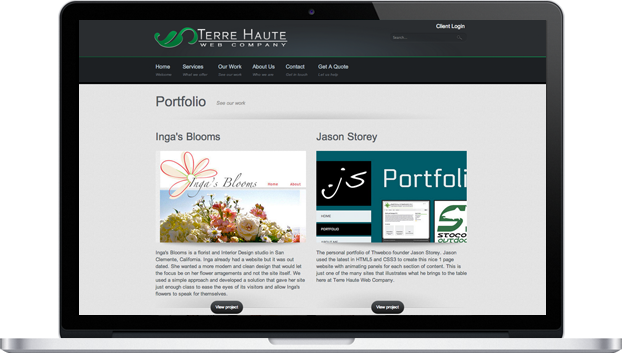 Client Login
TERRE HAUTE
WEB COMPANY
Search...
Home Services Our Work About Us Contact Get A Quote
Welcome What we offer See our work Who we are Get in touch Let us help
Portfolio See our work
Inga's Blooms
Jason Storey
Inga's Blooms
Home About
js
Portfoli
HOME
PORTFOLIO
STOCO
OUTDOO
Inga's Blooms is a florist and Interior Design studio in San
Clemente, California. Inga already had a website but it was out
dated. She wanted a more modern and clean design that would let
the focus be on her flower arragements and not the site itself. We
used a simple approach and developed a solution that gave her site
just enough class to ease the eyes of its visitors and allow Inga's
flowers to speak for themselves.
The personal portfolio of Thwebco founder Jason Storey. Jason
used the latest in HTML5 and CSS3 to create this nice 1 page
website with animating panels for each section of content. This is
just one of the many sites that illustrates what he brings to the table
here at Terre Haute Web Company.
View project
View project